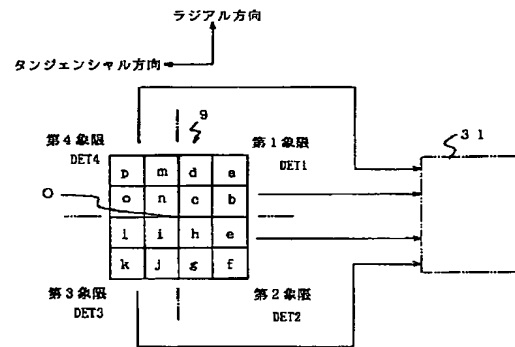 ラジアル方向
タンジェンシャル方向
9
31
第4象限
第1象限
DET4
DET1
p m d a
O
o n c b
l i h e
k j g f
第3象限
第2象限
DET3
DET2